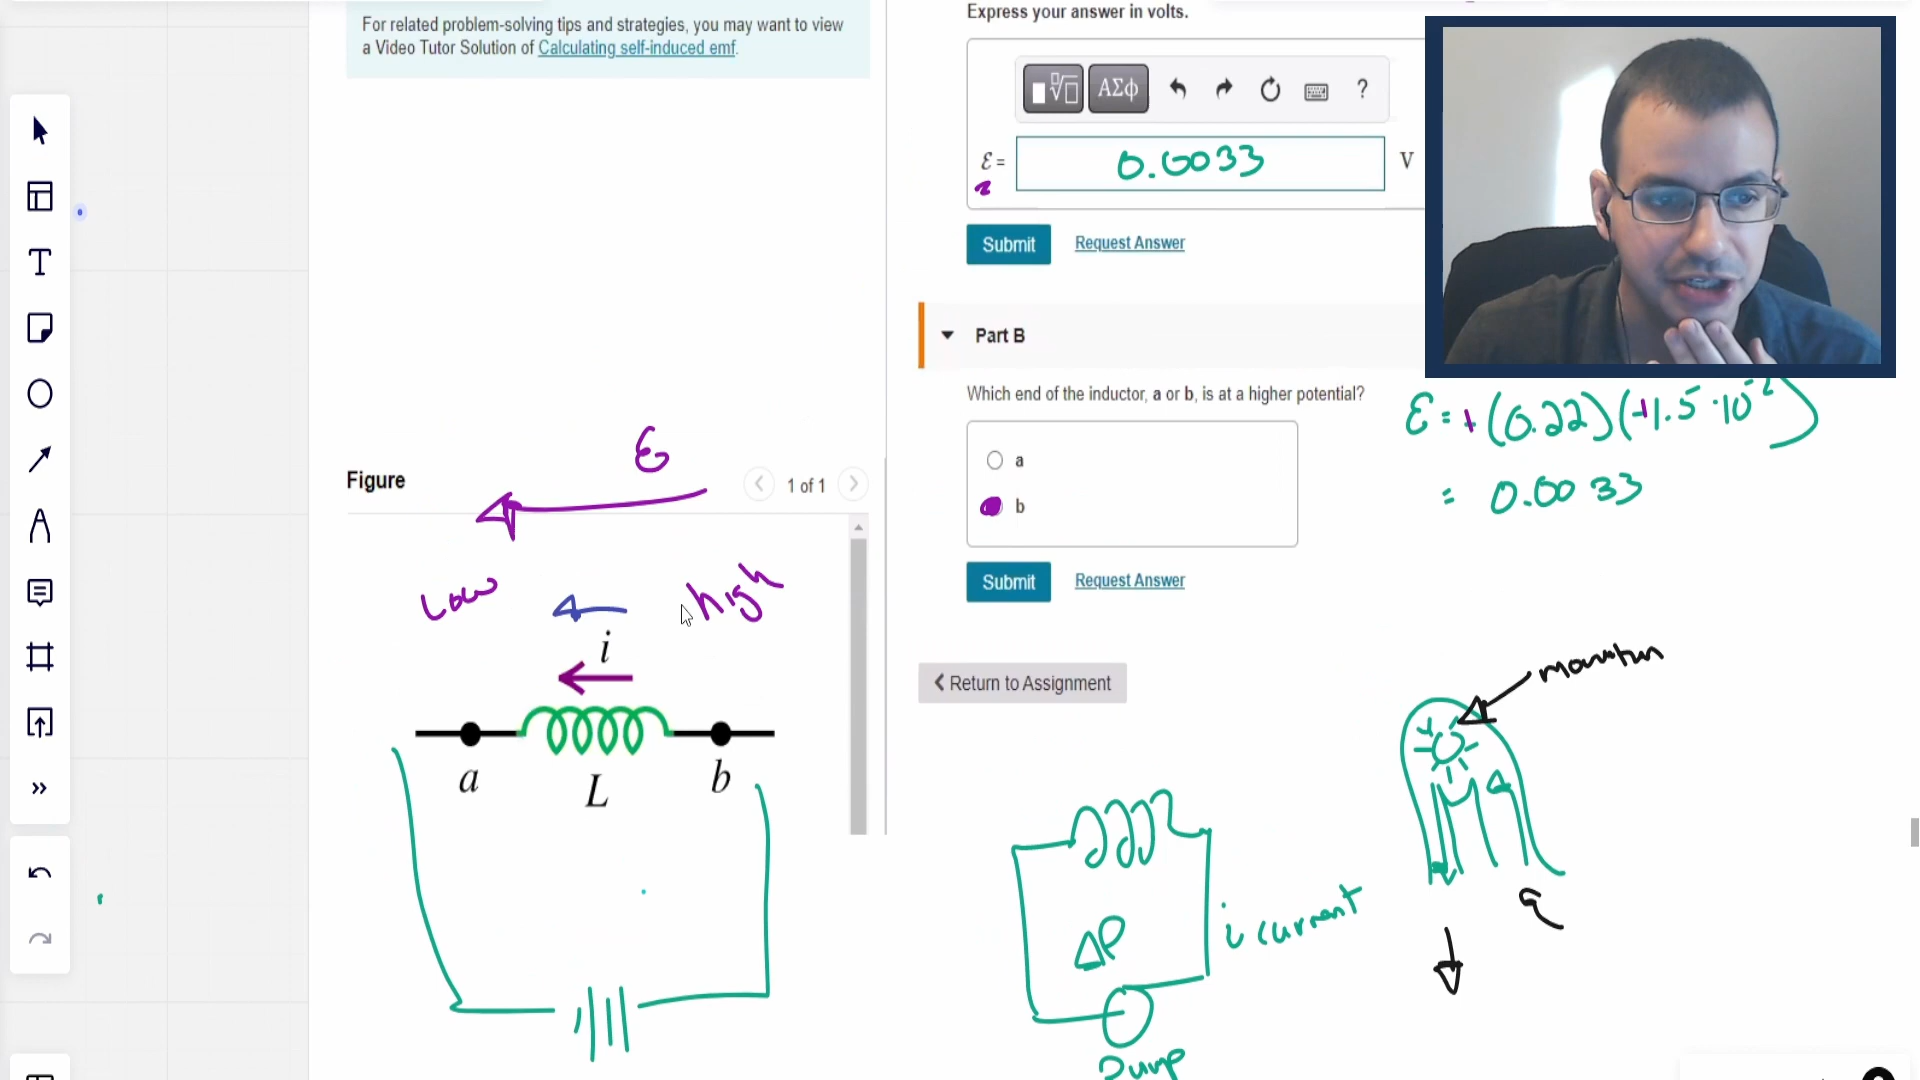 For related problem-solving tips and strategies, you may want to view
a Video Tutor Solution of Calculating self-induced emf.
Figure
1 of 1
ε
Low
high
i
a
L
b
Express your answer in volts.
ΑΣϕ
?
ε =
0.0033
V
Submit
Request Answer
Part B
Which end of the inductor, a or b, is at a higher potential?
a
b
Submit
Request Answer
Return to Assignment
ΔP
i current
Pump
ε = + (0.22)(+1.5·10⁻²)
= 0.0033